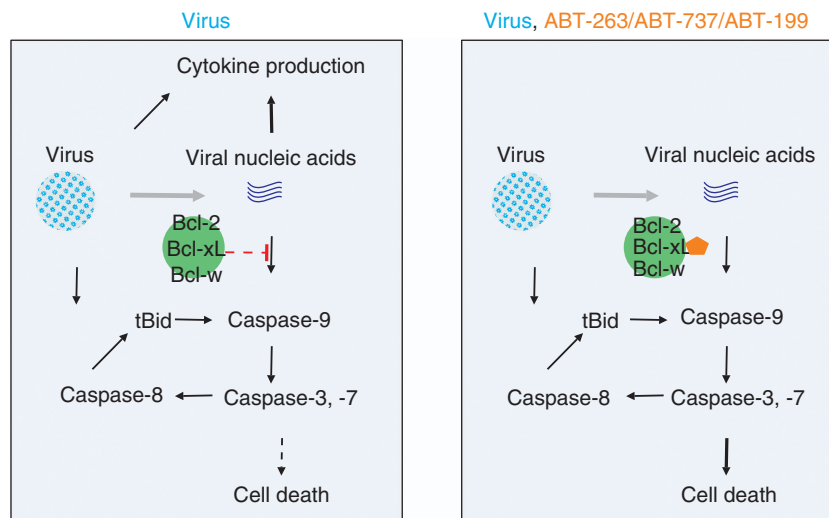 Virus
Cytokine production
Virus
Viral nucleic acids
Bcl-2
Bcl-xL
Bcl-w
tBid
Caspase-9
Caspase-8
Caspase-3, -7
Cell death
Virus, ABT-263/ABT-737/ABT-199
Virus
Viral nucleic acids
Bcl-2
Bcl-xL
Bcl-w
tBid
Caspase-9
Caspase-8
Caspase-3, -7
Cell death